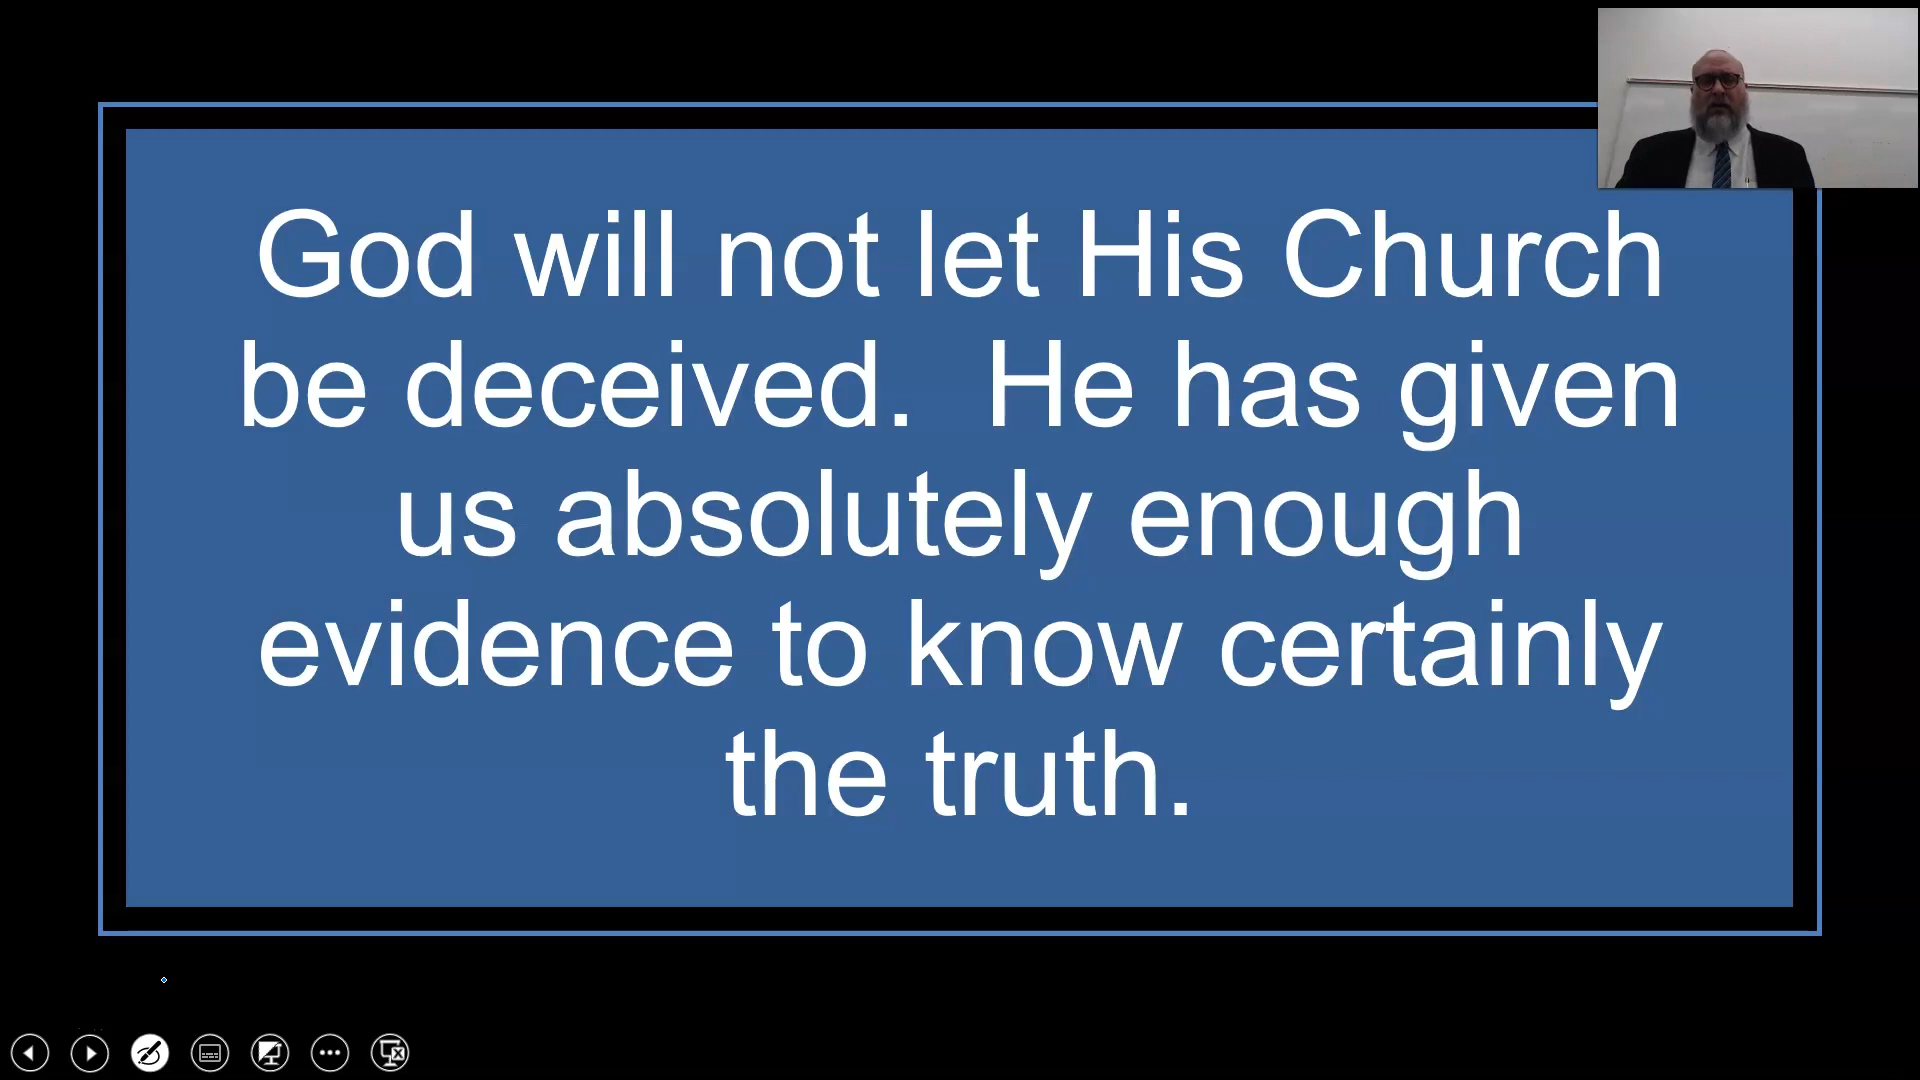 God will not let His Church
be deceived.  He has given
us absolutely enough
evidence to know certainly
the truth.